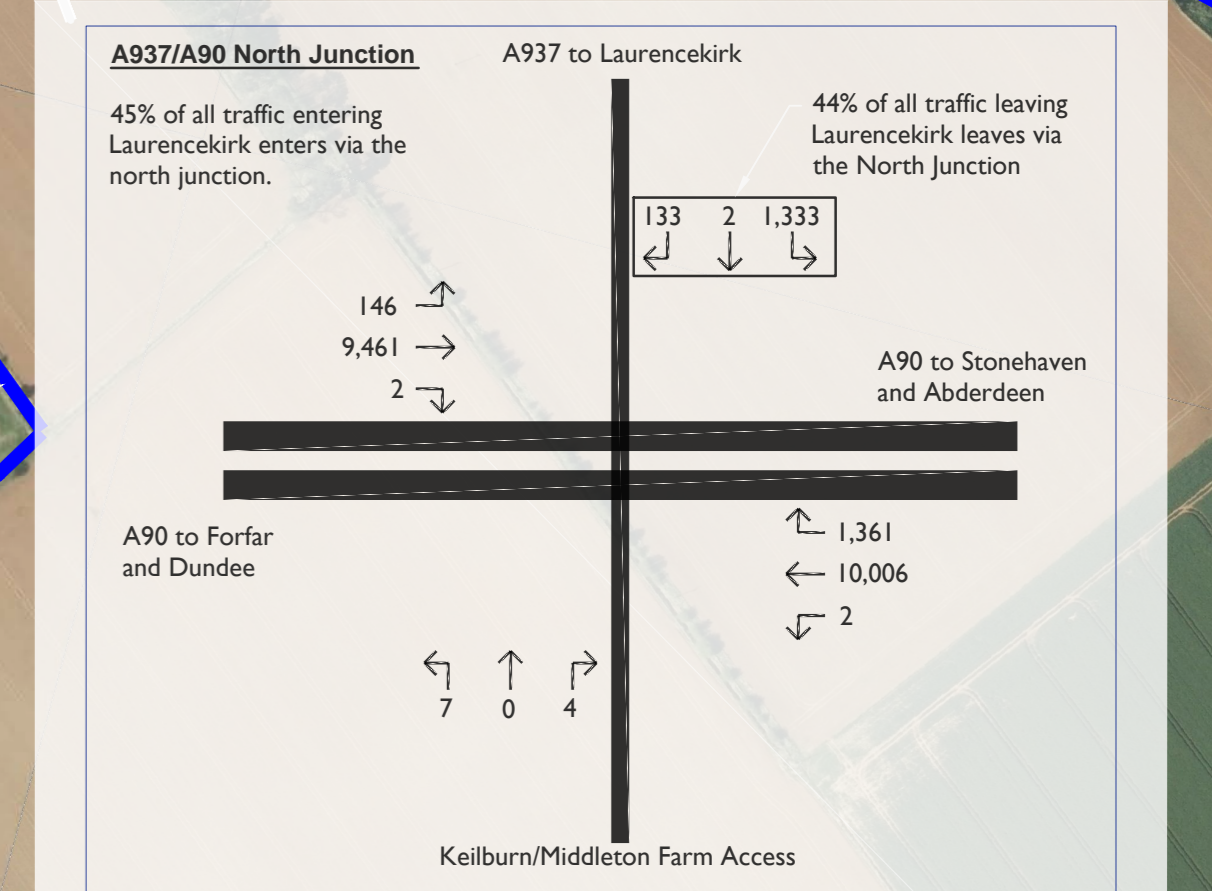 A937/A90 North Junction
A937 to Laurencekirk
45% of all traffic entering
Laurencekirk enters via the
north junction.
44% of all traffic leaving
Laurencekirk leaves via
the North Junction
133 2 1,333
146
9,461
2
A90 to Stonehaven
and Abderdeen
A90 to Forfar
and Dundee
1,361
10,006
2
7 0 4
Keilburn/Middleton Farm Access